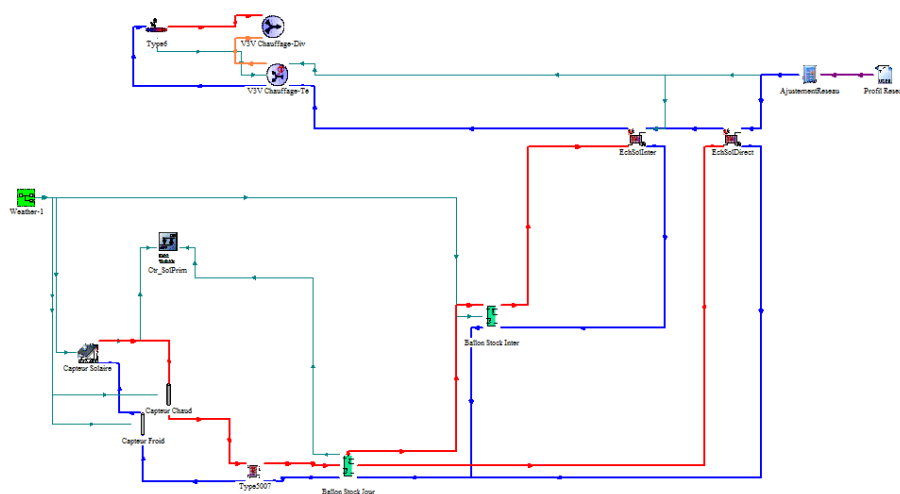 Type6
V3V Chauffage-Div
V3V Chauffage-Te
AjustementReseau
Profil Rese
EchSolInter
EchSolDirect
Weather-1
Ctr_SolPrim
Ballon Stock Inter
Capteur Solaire
Capteur Chaud
Capteur Froid
Type5007
Ballon Stock Jour